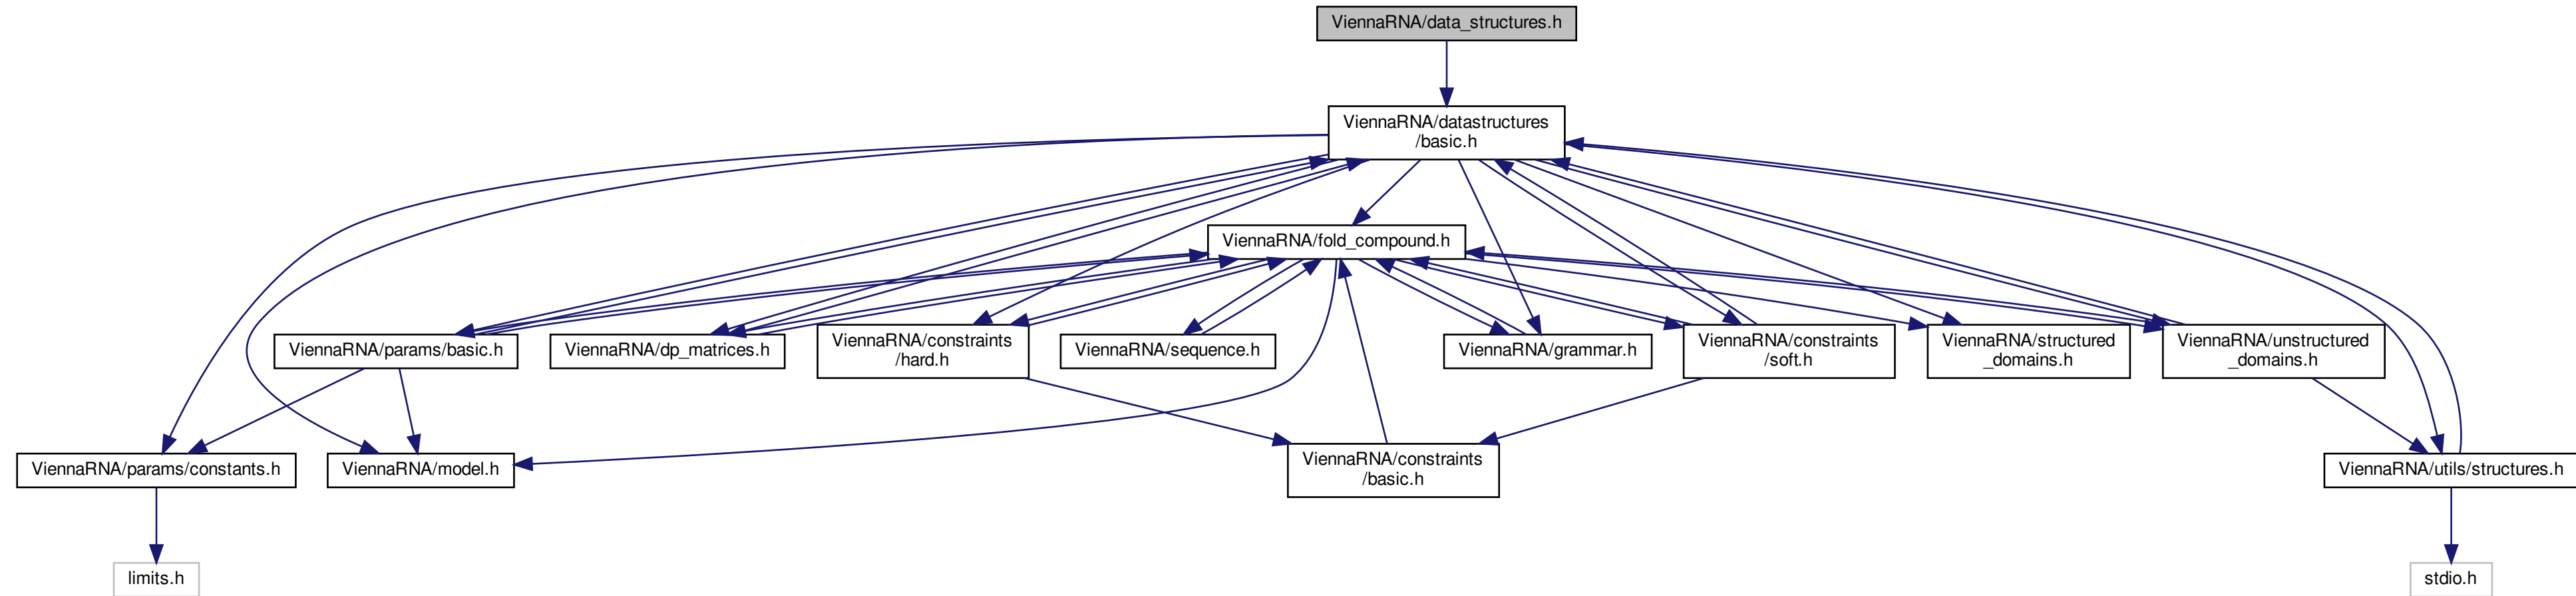 ViennaRNA/data_structures.h
ViennaRNA/datastructures
/basic.h
ViennaRNA/fold_compound.h
ViennaRNA/params/basic.h
ViennaRNA/dp_matrices.h
ViennaRNA/constraints
/hard.h
ViennaRNA/sequence.h
ViennaRNA/grammar.h
ViennaRNA/constraints
/soft.h
ViennaRNA/structured
_domains.h
ViennaRNA/unstructured
_domains.h
ViennaRNA/params/constants.h
ViennaRNA/model.h
ViennaRNA/constraints
/basic.h
ViennaRNA/utils/structures.h
limits.h
stdio.h